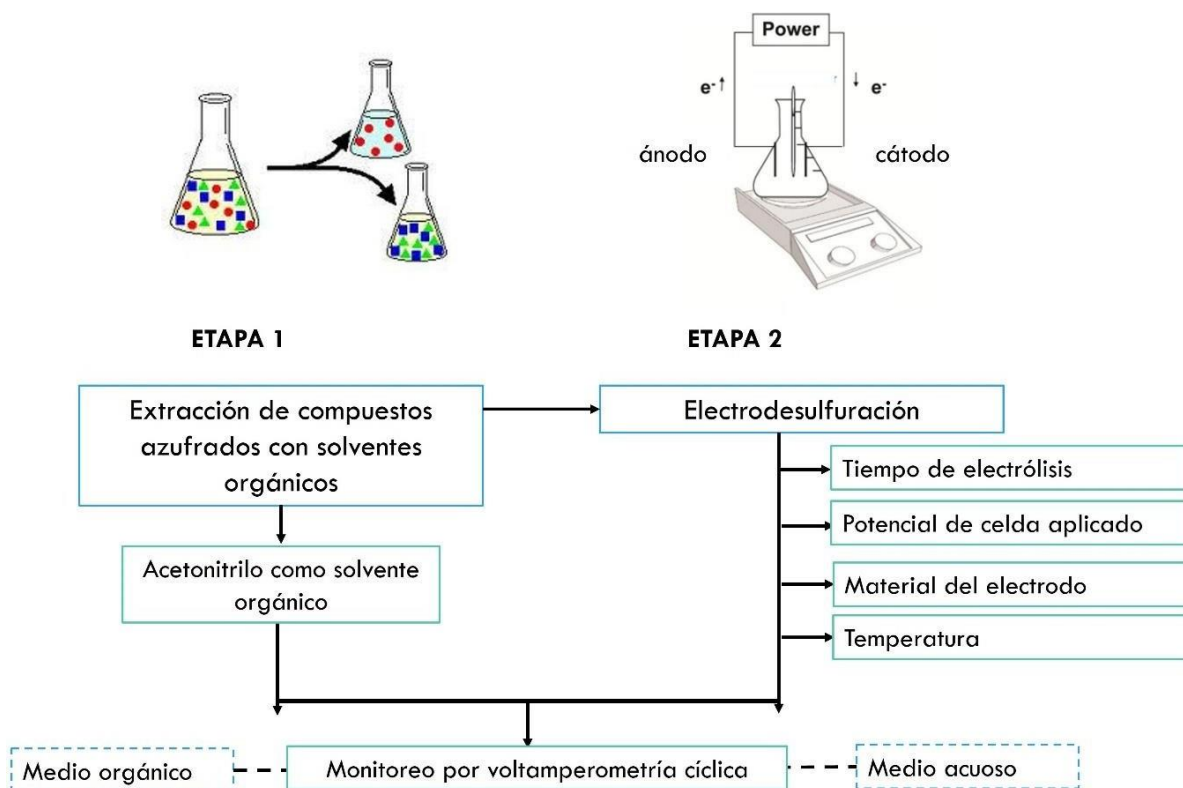 Power
e-
e-
ánodo
cátodo
ETAPA 1
ETAPA 2
Extracción de compuestos
azufrados con solventes
orgánicos
Electrodesulfuración
Tiempo de electrólisis
Potencial de celda aplicado
Acetonitrilo como solvente
orgánico
Material del electrodo
Temperatura
Medio orgánico
Monitoreo por voltamperometría cíclica
Medio acuoso